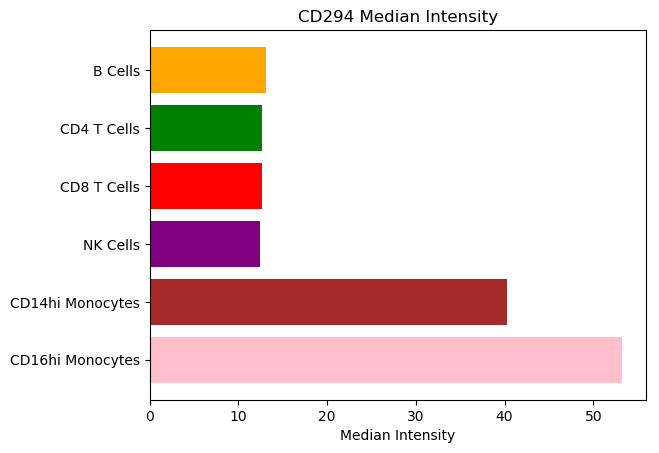 CD294 Median Intensity
B Cells
CD4 T Cells
CD8 T Cells
NK Cells
CD14hi Monocytes
CD16hi Monocytes
0 10 20 30 40 50
Median Intensity